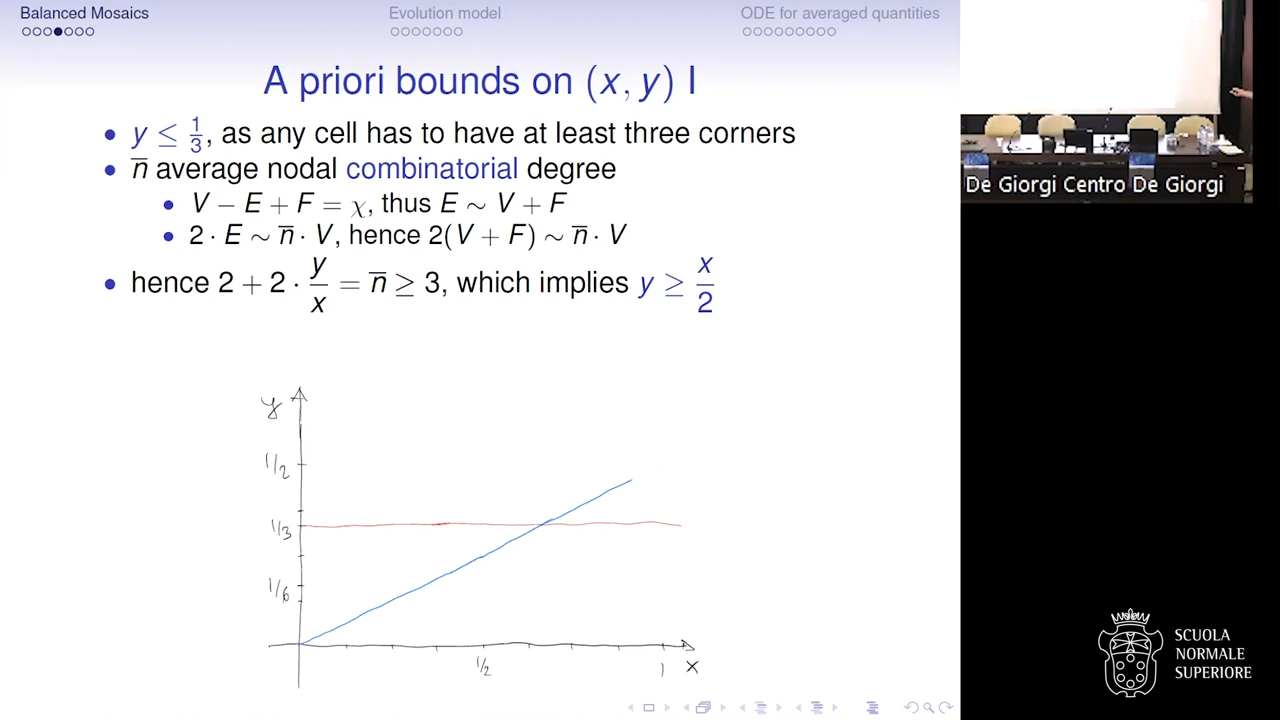 Balanced Mosaics
Evolution model
ODE for averaged quantities
A priori bounds on (x, y) I
• y ≤ 1/3, as any cell has to have at least three corners
• n̅ average nodal combinatorial degree
• V − E + F = χ, thus E ∼ V + F
• 2 · E ∼ n̅ · V, hence 2(V + F) ∼ n̅ · V
• hence 2 + 2 · y/x = n̅ ≥ 3, which implies y ≥ x/2
y
1/2
1/3
1/6
1/2
1
x
De Giorgi Centro De Giorgi
SCUOLA
NORMALE
SUPERIORE